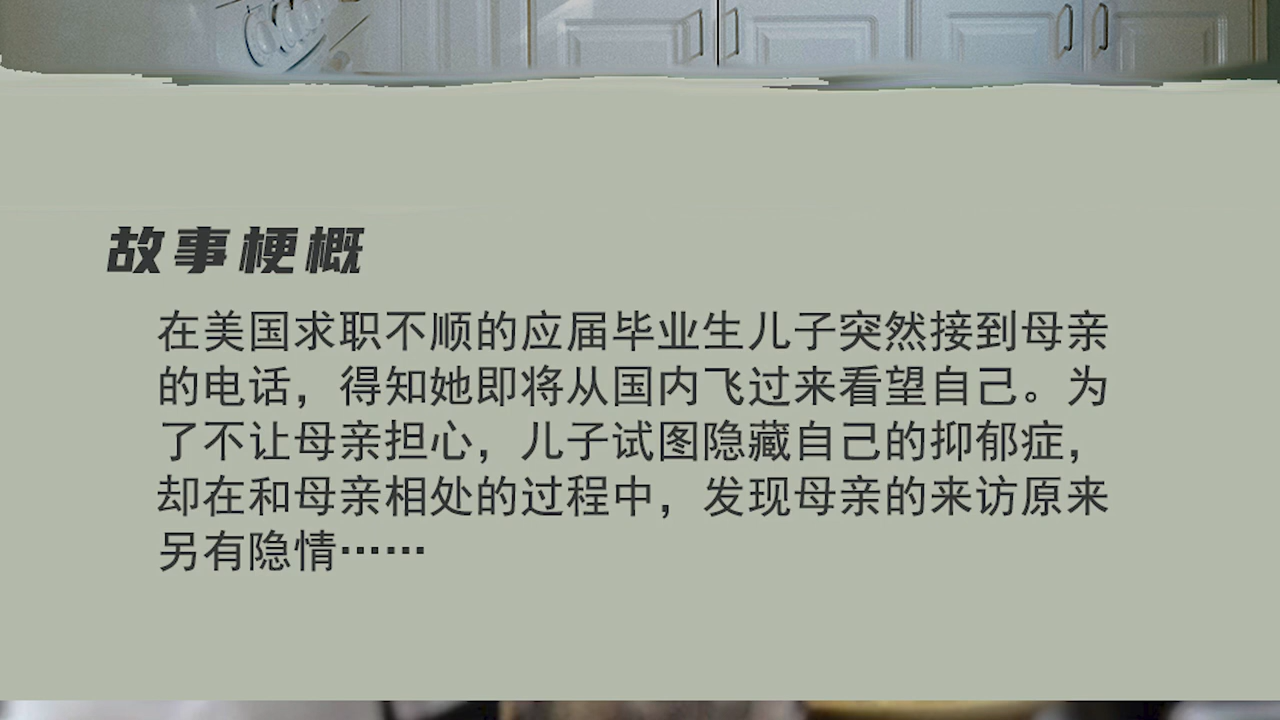 故事梗概
在美国求职不顺的应届毕业生儿子突然接到母亲
的电话，得知她即将从国内飞过来看望自己。为
了不让母亲担心，儿子试图隐藏自己的抑郁症，
却在和母亲相处的过程中，发现母亲的来访原来
另有隐情……